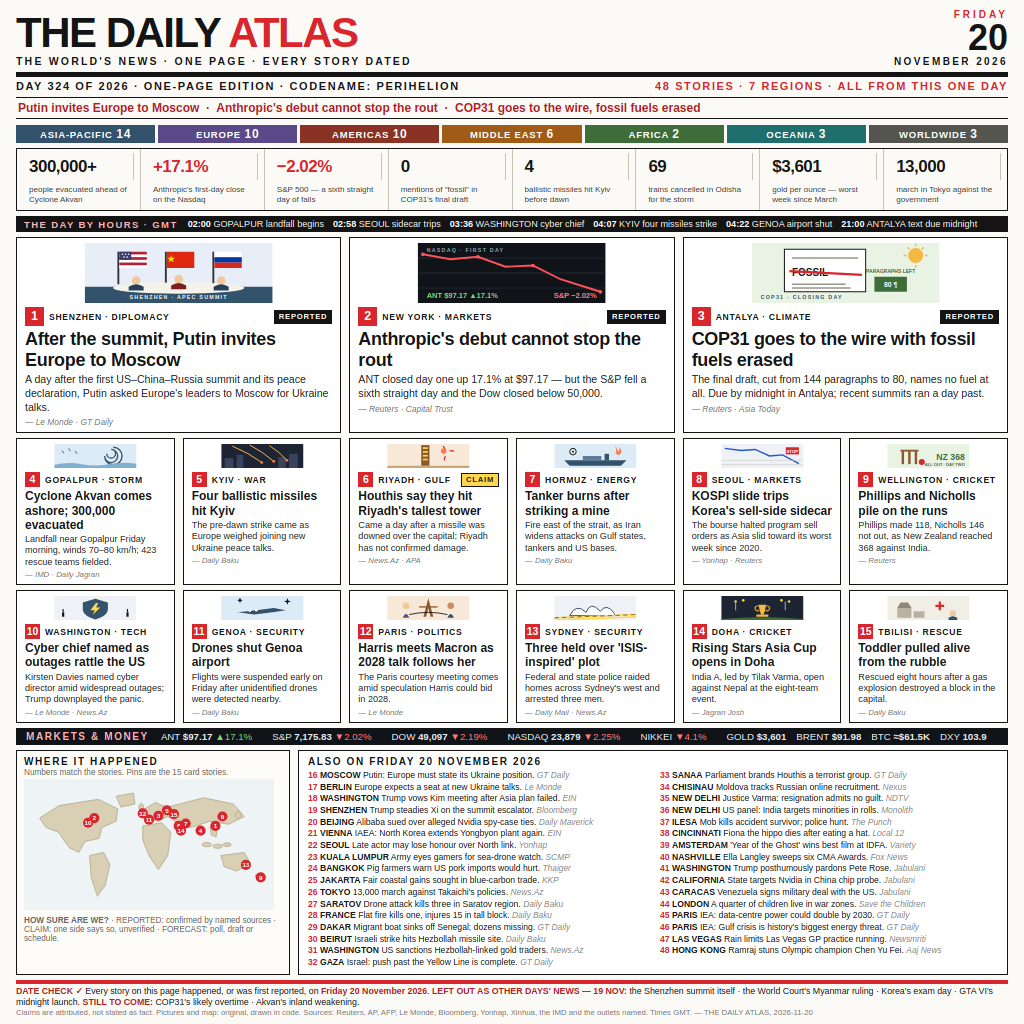 THE DAILY ATLAS
THE WORLD'S NEWS · ONE PAGE · EVERY STORY DATED
FRIDAY
20
NOVEMBER 2026
DAY 324 OF 2026 · ONE-PAGE EDITION · CODENAME: PERIHELION
48 STORIES · 7 REGIONS · ALL FROM THIS ONE DAY
Putin invites Europe to Moscow · Anthropic's debut cannot stop the rout · COP31 goes to the wire, fossil fuels erased
ASIA-PACIFIC 14
EUROPE 10
AMERICAS 10
MIDDLE EAST 6
AFRICA 2
OCEANIA 3
WORLDWIDE 3
300,000+
people evacuated ahead of
Cyclone Akvan
+17.1%
Anthropic's first-day close
on the Nasdaq
−2.02%
S&P 500 — a sixth straight
day of falls
0
mentions of "fossil" in
COP31's final draft
4
ballistic missiles hit Kyiv
before dawn
69
trains cancelled in Odisha
for the storm
$3,601
gold per ounce — worst
week since March
13,000
march in Tokyo against the
government
THE DAY BY HOURS · GMT 02:00 GOPALPUR landfall begins 02:58 SEOUL sidecar trips 03:36 WASHINGTON cyber chief 04:07 KYIV four missiles strike 04:22 GENOA airport shut 21:00 ANTALYA text due midnight
SHENZHEN · APEC SUMMIT
1 SHENZHEN · DIPLOMACY REPORTED
After the summit, Putin invites
Europe to Moscow
A day after the first US–China–Russia summit and its peace
declaration, Putin asked Europe's leaders to Moscow for Ukraine
talks.
— Le Monde · GT Daily
NASDAQ · FIRST DAY
ANT $97.17 ▲17.1%
S&P −2.02%
2 NEW YORK · MARKETS REPORTED
Anthropic's debut cannot stop the
rout
ANT closed day one up 17.1% at $97.17 — but the S&P fell a
sixth straight day and the Dow closed below 50,000.
— Reuters · Capital Trust
FOSSIL
PARAGRAPHS LEFT
80 ¶
COP31 · CLOSING DAY
3 ANTALYA · CLIMATE REPORTED
COP31 goes to the wire with fossil
fuels erased
The final draft, cut from 144 paragraphs to 80, names no fuel at
all. Due by midnight in Antalya; recent summits ran a day past.
— Reuters · Asia Today
4 GOPALPUR · STORM
Cyclone Akvan comes
ashore; 300,000
evacuated
Landfall near Gopalpur Friday
morning, winds 70–80 km/h; 423
rescue teams fielded.
— IMD · Daily Jagran
5 KYIV · WAR
Four ballistic missiles
hit Kyiv
The pre-dawn strike came as
Europe weighed joining new
Ukraine peace talks.
— Daily Baku
6 RIYADH · GULF CLAIM
Houthis say they hit
Riyadh's tallest tower
Came a day after a missile was
downed over the capital; Riyadh
has not confirmed damage.
— News.Az · APA
7 HORMUZ · ENERGY
Tanker burns after
striking a mine
Fire east of the strait, as Iran
widens attacks on Gulf states,
tankers and US bases.
— Daily Baku
STOP
8 SEOUL · MARKETS
KOSPI slide trips
Korea's sell-side sidecar
The bourse halted program sell
orders as Asia slid toward its worst
week since 2020.
— Yonhap · Reuters
NZ 368
ALL OUT · DAY TWO
9 WELLINGTON · CRICKET
Phillips and Nicholls
pile on the runs
Phillips made 118, Nicholls 146
not out, as New Zealand reached
368 against India.
— Reuters
10 WASHINGTON · TECH
Cyber chief named as
outages rattle the US
Kirsten Davies named cyber
director amid widespread outages;
Trump downplayed the panic.
— Le Monde · News.Az
11 GENOA · SECURITY
Drones shut Genoa
airport
Flights were suspended early on
Friday after unidentified drones
were detected nearby.
— Daily Baku
12 PARIS · POLITICS
Harris meets Macron as
2028 talk follows her
The Paris courtesy meeting comes
amid speculation Harris could bid
in 2028.
— Le Monde
13 SYDNEY · SECURITY
Three held over 'ISIS-
inspired' plot
Federal and state police raided
homes across Sydney's west and
arrested three men.
— Daily Mail · News.Az
14 DOHA · CRICKET
Rising Stars Asia Cup
opens in Doha
India A, led by Tilak Varma, open
against Nepal at the eight-team
event.
— Jagran Josh
15 TBILISI · RESCUE
Toddler pulled alive
from the rubble
Rescued eight hours after a gas
explosion destroyed a block in the
capital.
— Daily Baku
MARKETS & MONEY ANT $97.17 ▲17.1% S&P 7,175.83 ▼2.02% DOW 49,097 ▼2.19% NASDAQ 23,879 ▼2.25% NIKKEI ▼4.1% GOLD $3,601 BRENT $91.98 BTC ≈$61.5K DXY 103.9
WHERE IT HAPPENED
Numbers match the stories. Pins are the 15 card stories.
10 2 12 11 3 5 15 7 14 4 1 8 13 9
HOW SURE ARE WE? · REPORTED: confirmed by named sources ·
CLAIM: one side says so, unverified · FORECAST: poll, draft or
schedule.
ALSO ON FRIDAY 20 NOVEMBER 2026
16 MOSCOW Putin: Europe must state its Ukraine position. GT Daily
17 BERLIN Europe expects a seat at new Ukraine talks. Le Monde
18 WASHINGTON Trump vows Kim meeting after Asia plan failed. EIN
19 SHENZHEN Trump steadies Xi on the summit escalator. Bloomberg
20 BEIJING Alibaba sued over alleged Nvidia spy-case ties. Daily Maverick
21 VIENNA IAEA: North Korea extends Yongbyon plant again. EIN
22 SEOUL Late actor may lose honour over North link. Yonhap
23 KUALA LUMPUR Army eyes gamers for sea-drone watch. SCMP
24 BANGKOK Pig farmers warn US pork imports would hurt. Thaiger
25 JAKARTA Fair coastal gains sought in blue-carbon trade. KKP
26 TOKYO 13,000 march against Takaichi's policies. News.Az
27 SARATOV Drone attack kills three in Saratov region. Daily Baku
28 FRANCE Flat fire kills one, injures 15 in tall block. Daily Baku
29 DAKAR Migrant boat sinks off Senegal; dozens missing. GT Daily
30 BEIRUT Israeli strike hits Hezbollah missile site. Daily Baku
31 WASHINGTON US sanctions Hezbollah-linked gold traders. News.Az
32 GAZA Israel: push past the Yellow Line is complete. GT Daily
33 SANAA Parliament brands Houthis a terrorist group. GT Daily
34 CHISINAU Moldova tracks Russian online recruitment. Nexus
35 NEW DELHI Justice Varma: resignation admits no guilt. NDTV
36 NEW DELHI US panel: India targets minorities in rolls. Monolith
37 ILESA Mob kills accident survivor; police hunt. The Punch
38 CINCINNATI Fiona the hippo dies after eating a hat. Local 12
39 AMSTERDAM 'Year of the Ghost' wins best film at IDFA. Variety
40 NASHVILLE Ella Langley sweeps six CMA Awards. Fox News
41 WASHINGTON Trump posthumously pardons Pete Rose. Jabulani
42 CALIFORNIA State targets Nvidia in China chip probe. Jabulani
43 CARACAS Venezuela signs military deal with the US. Jabulani
44 LONDON A quarter of children live in war zones. Save the Children
45 PARIS IEA: data-centre power could double by 2030. GT Daily
46 PARIS IEA: Gulf crisis is history's biggest energy threat. GT Daily
47 LAS VEGAS Rain limits Las Vegas GP practice running. Newsmriti
48 HONG KONG Ramraj stuns Olympic champion Chen Yu Fei. Aaj News
DATE CHECK ✓ Every story on this page happened, or was first reported, on Friday 20 November 2026. LEFT OUT AS OTHER DAYS' NEWS — 19 NOV: the Shenzhen summit itself · the World Court's Myanmar ruling · Korea's exam day · GTA VI's
midnight launch. STILL TO COME: COP31's likely overtime · Akvan's inland weakening.
Claims are attributed, not stated as fact. Pictures and map: original, drawn in code. Sources: Reuters, AP, AFP, Le Monde, Bloomberg, Yonhap, Xinhua, the IMD and the outlets named. Times GMT. — THE DAILY ATLAS, 2026-11-20